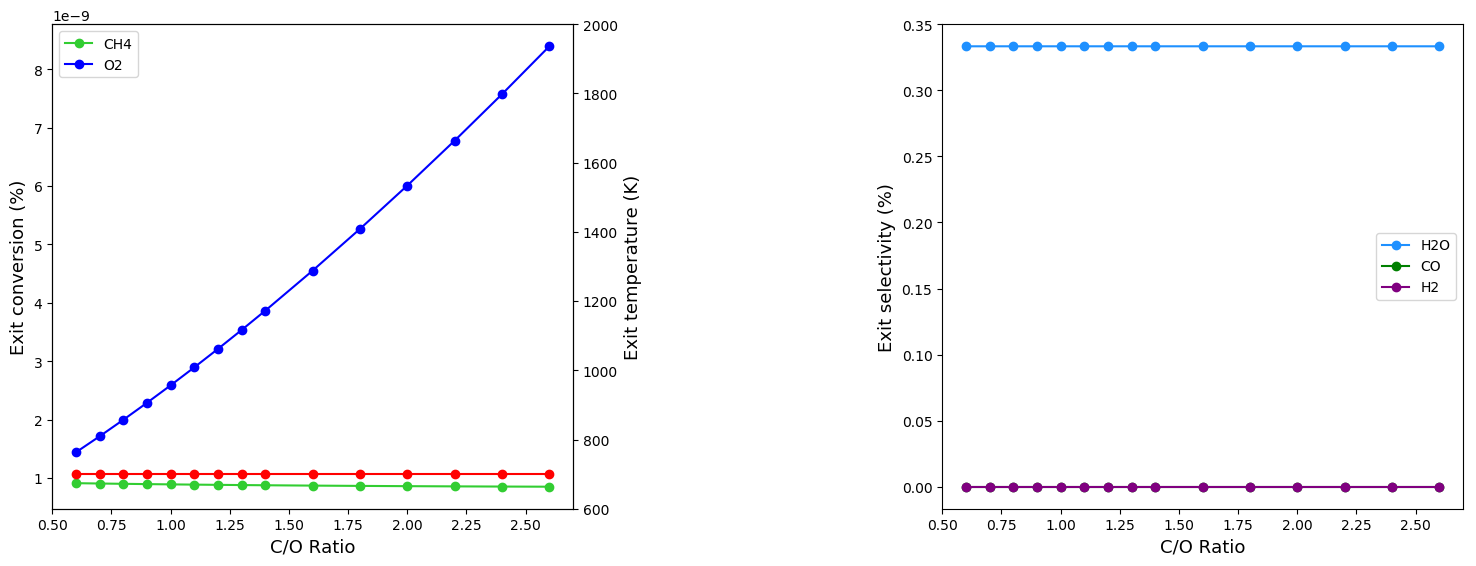 1e−9
CH4
O2
8
7
6
5
4
3
2
1
Exit conversion (%)
2000
1800
1600
1400
1200
1000
800
600
Exit temperature (K)
0.50 0.75 1.00 1.25 1.50 1.75 2.00 2.25 2.50
C/O Ratio
0.35
0.30
0.25
0.20
0.15
0.10
0.05
0.00
Exit selectivity (%)
H2O
CO
H2
0.50 0.75 1.00 1.25 1.50 1.75 2.00 2.25 2.50
C/O Ratio